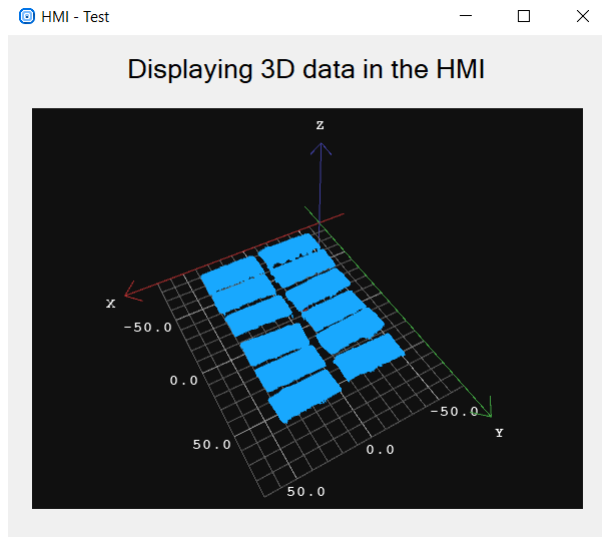 HMI - Test
Displaying 3D data in the HMI
Z
X
-50.0
0.0
50.0
50.0
0.0
-50.0
Y